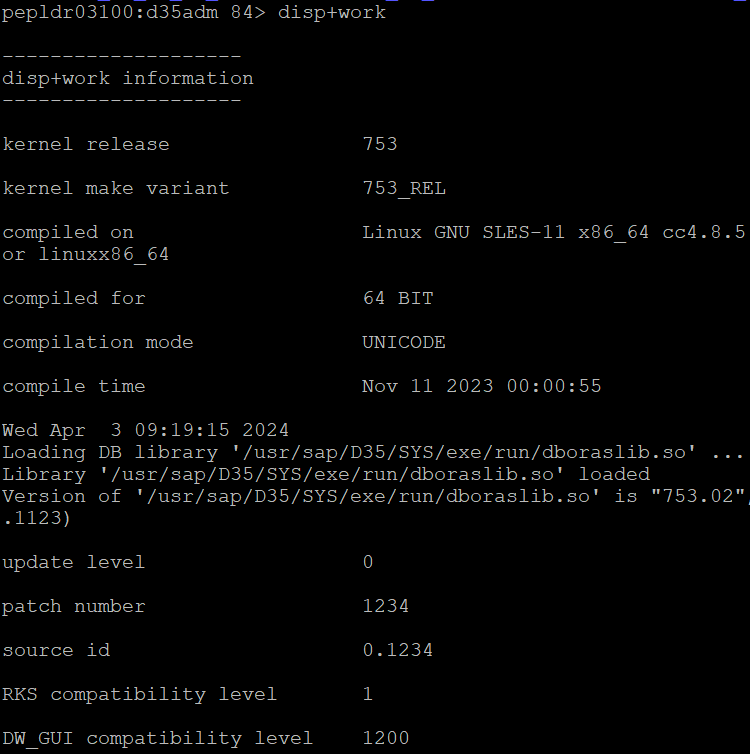 pepldr03100:d35adm 84> disp+work
--------------------
disp+work information
--------------------
kernel release                753
kernel make variant           753_REL
compiled on                   Linux GNU SLES-11 x86_64 cc4.8.5
or linuxx86_64
compiled for                  64 BIT
compilation mode              UNICODE
compile time                  Nov 11 2023 00:00:55
Wed Apr  3 09:19:15 2024
Loading DB library '/usr/sap/D35/SYS/exe/run/dboraslib.so' ...
Library '/usr/sap/D35/SYS/exe/run/dboraslib.so' loaded
Version of '/usr/sap/D35/SYS/exe/run/dboraslib.so' is "753.02",
.1123)
update level                  0
patch number                  1234
source id                     0.1234
RKS compatibility level       1
DW_GUI compatibility level    1200